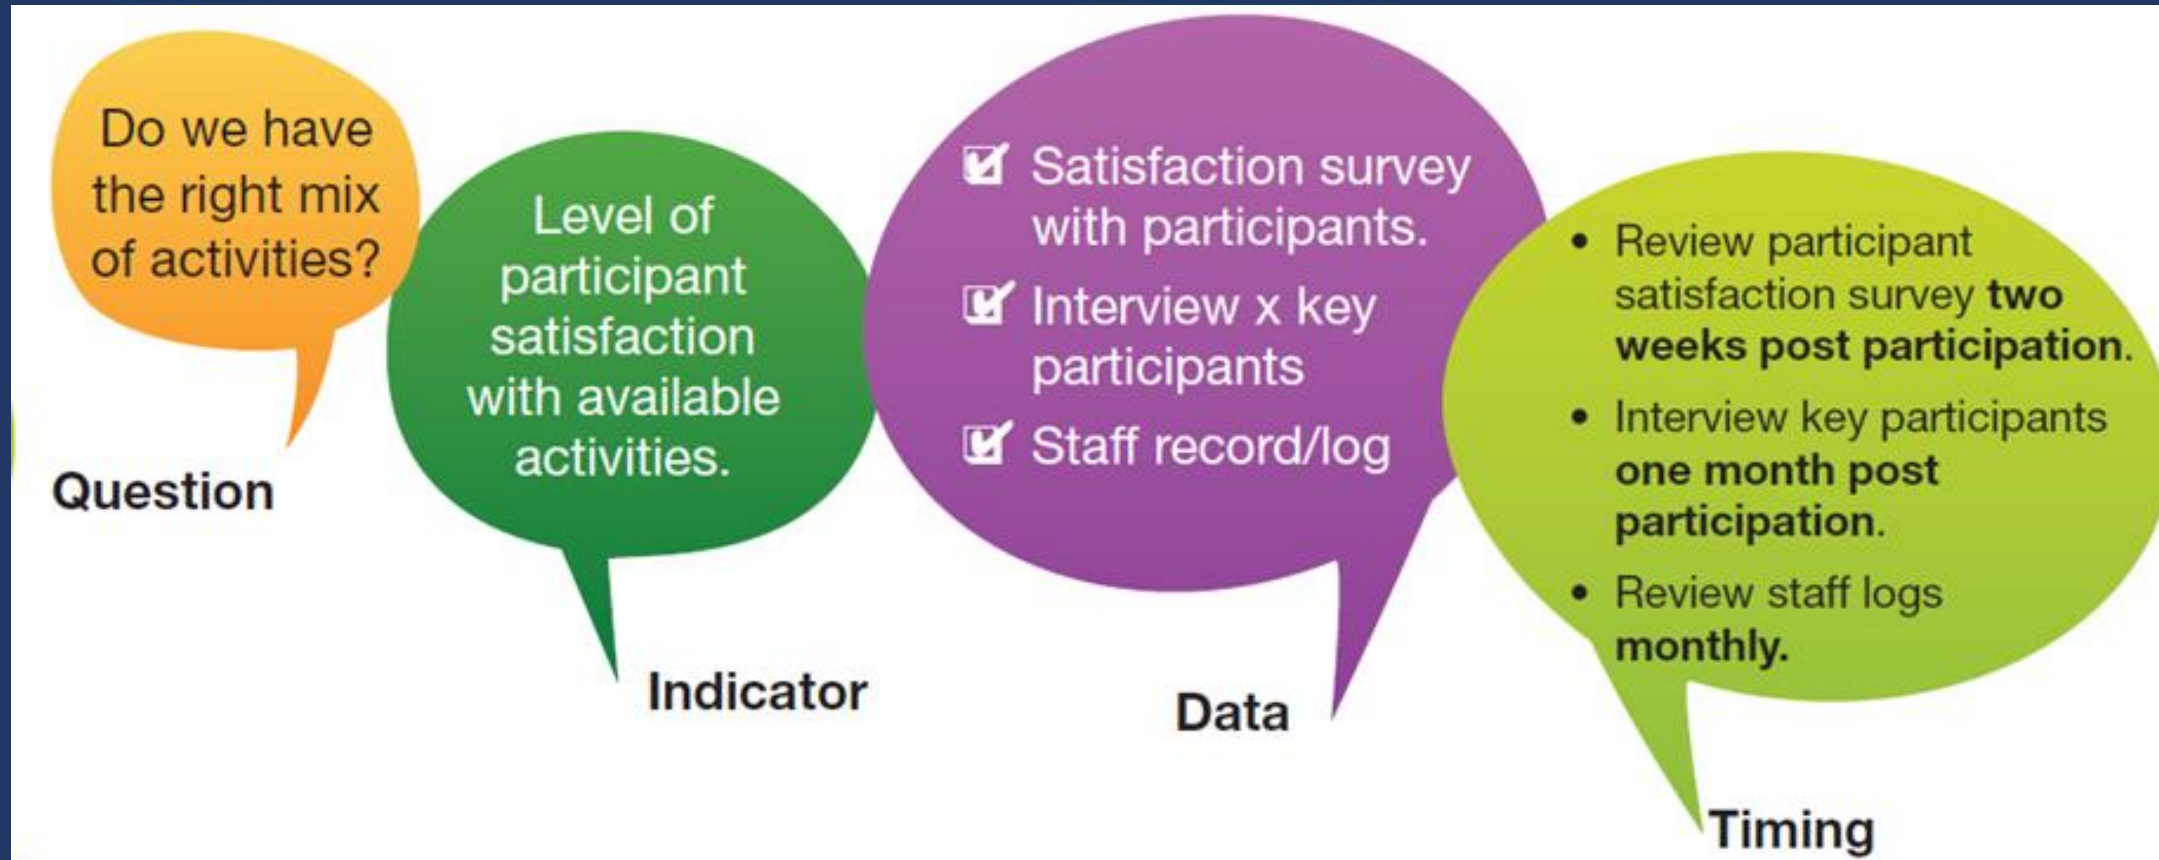 Do we have
the right mix
of activities?
Question
Level of
participant
satisfaction
with available
activities.
Indicator
Satisfaction survey
with participants.
Interview x key
participants
Staff record/log
Data
• Review participant
satisfaction survey two
weeks post participation.
• Interview key participants
one month post
participation.
• Review staff logs
monthly.
Timing